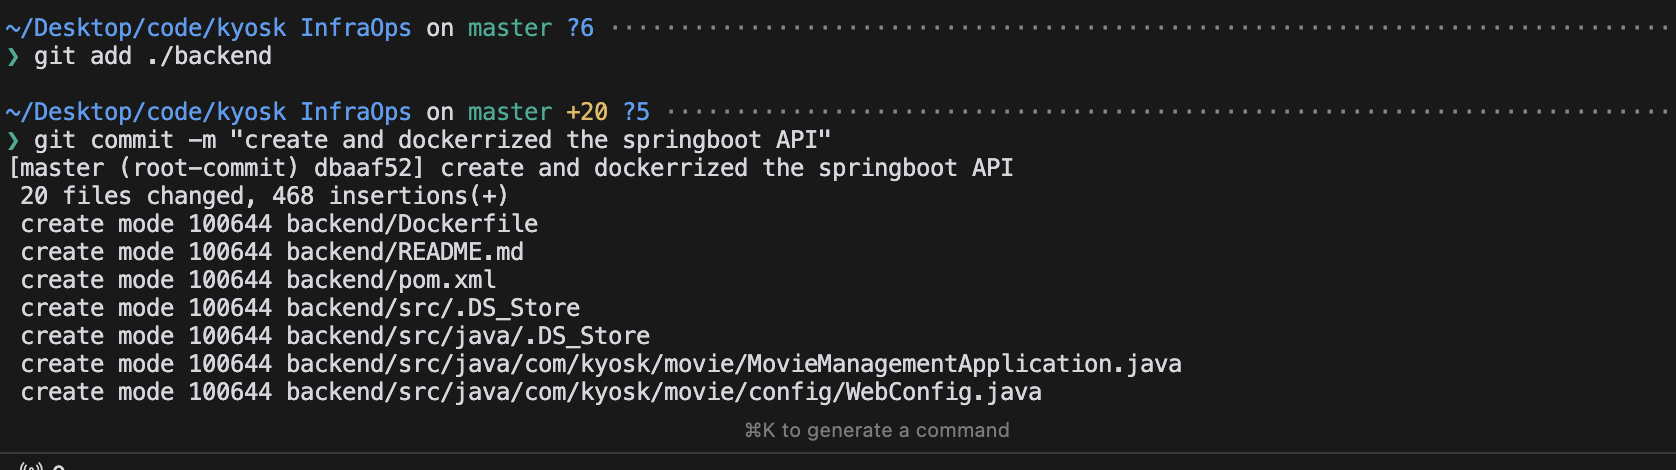 ~/Desktop/code/kyosk InfraOps on master ?6
❯ git add ./backend
~/Desktop/code/kyosk InfraOps on master +20 ?5
❯ git commit -m "create and dockerrized the springboot API"
[master (root-commit) dbaaf52] create and dockerrized the springboot API
20 files changed, 468 insertions(+)
create mode 100644 backend/Dockerfile
create mode 100644 backend/README.md
create mode 100644 backend/pom.xml
create mode 100644 backend/src/.DS_Store
create mode 100644 backend/src/java/.DS_Store
create mode 100644 backend/src/java/com/kyosk/movie/MovieManagementApplication.java
create mode 100644 backend/src/java/com/kyosk/movie/config/WebConfig.java
⌘K to generate a command